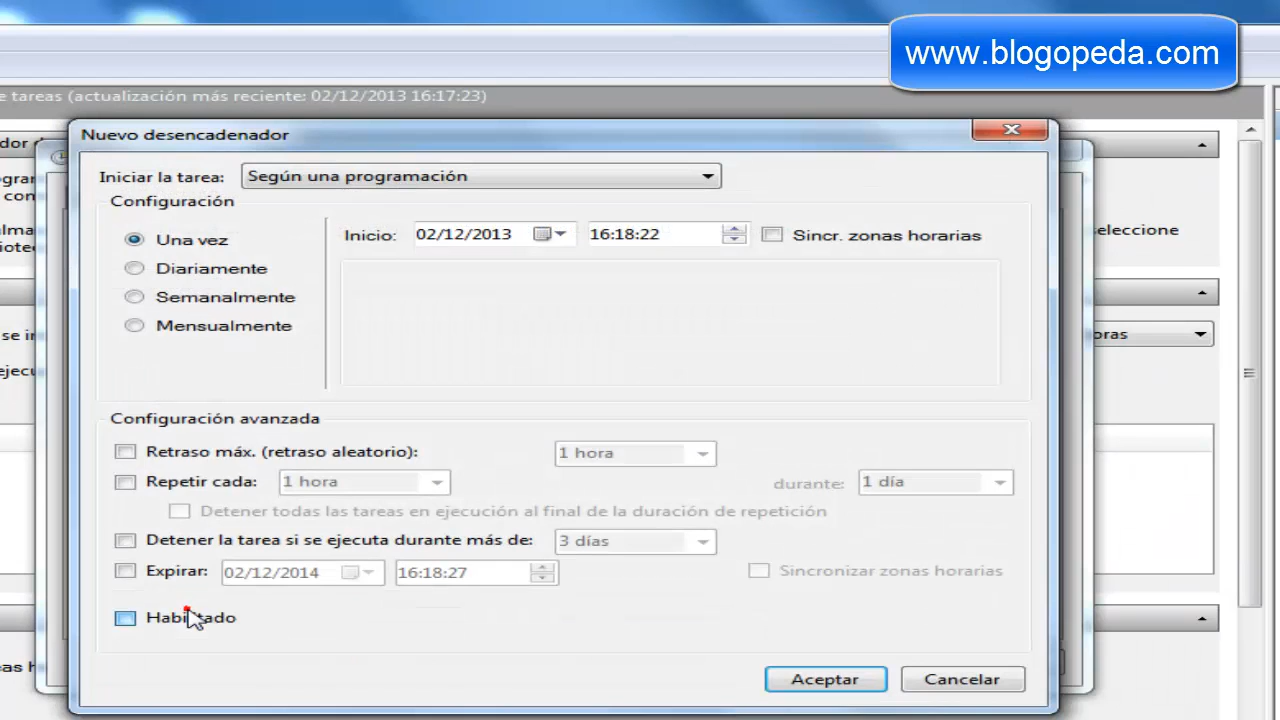 www.blogopeda.com
e tareas (actualización más reciente: 02/12/2013 16:17:23)
Nuevo desencadenador
Iniciar la tarea: Según una programación
Configuración
Una vez
Diariamente
Semanalmente
Mensualmente
Inicio: 02/12/2013 16:18:22 Sincr. zonas horarias
seleccione
oras
Configuración avanzada
Retraso máx. (retraso aleatorio): 1 hora
Repetir cada: 1 hora durante: 1 día
Detener todas las tareas en ejecución al final de la duración de repetición
Detener la tarea si se ejecuta durante más de: 3 días
Expirar: 02/12/2014 16:18:27 Sincronizar zonas horarias
Habilitado
Aceptar Cancelar